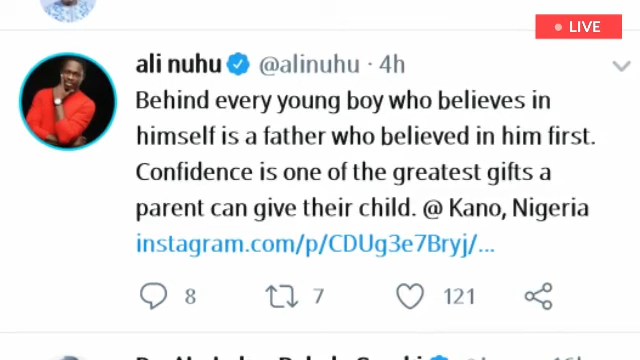 LIVE
ali nuhu @alinuhu · 4h
Behind every young boy who believes in
himself is a father who believed in him first.
Confidence is one of the greatest gifts a
parent can give their child. @ Kano, Nigeria
instagram.com/p/CDUg3e7Bryj/...
8 7 121